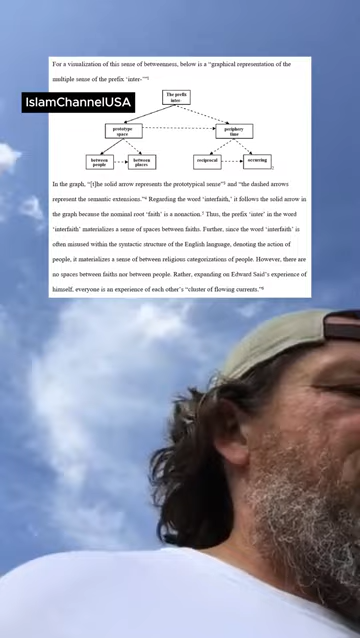 For a visualization of this sense of betweenness, below is a “graphical representation of the
multiple sense of the prefix ‘inter-’”¹
IslamChannelUSA
The prefix
inter-
prototype
space
periphery
time
between
people
between
places
reciprocal
occurring
In the graph, “[t]he solid arrow represents the prototypical sense” and “the dashed arrows
represent the semantic extensions.” Regarding the word ‘interfaith,’ it follows the solid arrow in
the graph because the nominal root ‘faith’ is a nonaction. Thus, the prefix ‘inter’ in the word
‘interfaith’ materializes a sense of spaces between faiths. Further, since the word ‘interfaith’ is
often misused within the syntactic structure of the English language, denoting the action of
people, it materializes a sense of between religious categorizations of people. However, there are
no spaces between faiths nor between people. Rather, expanding on Edward Said’s experience of
himself, everyone is an experience of each other’s “cluster of flowing currents.”